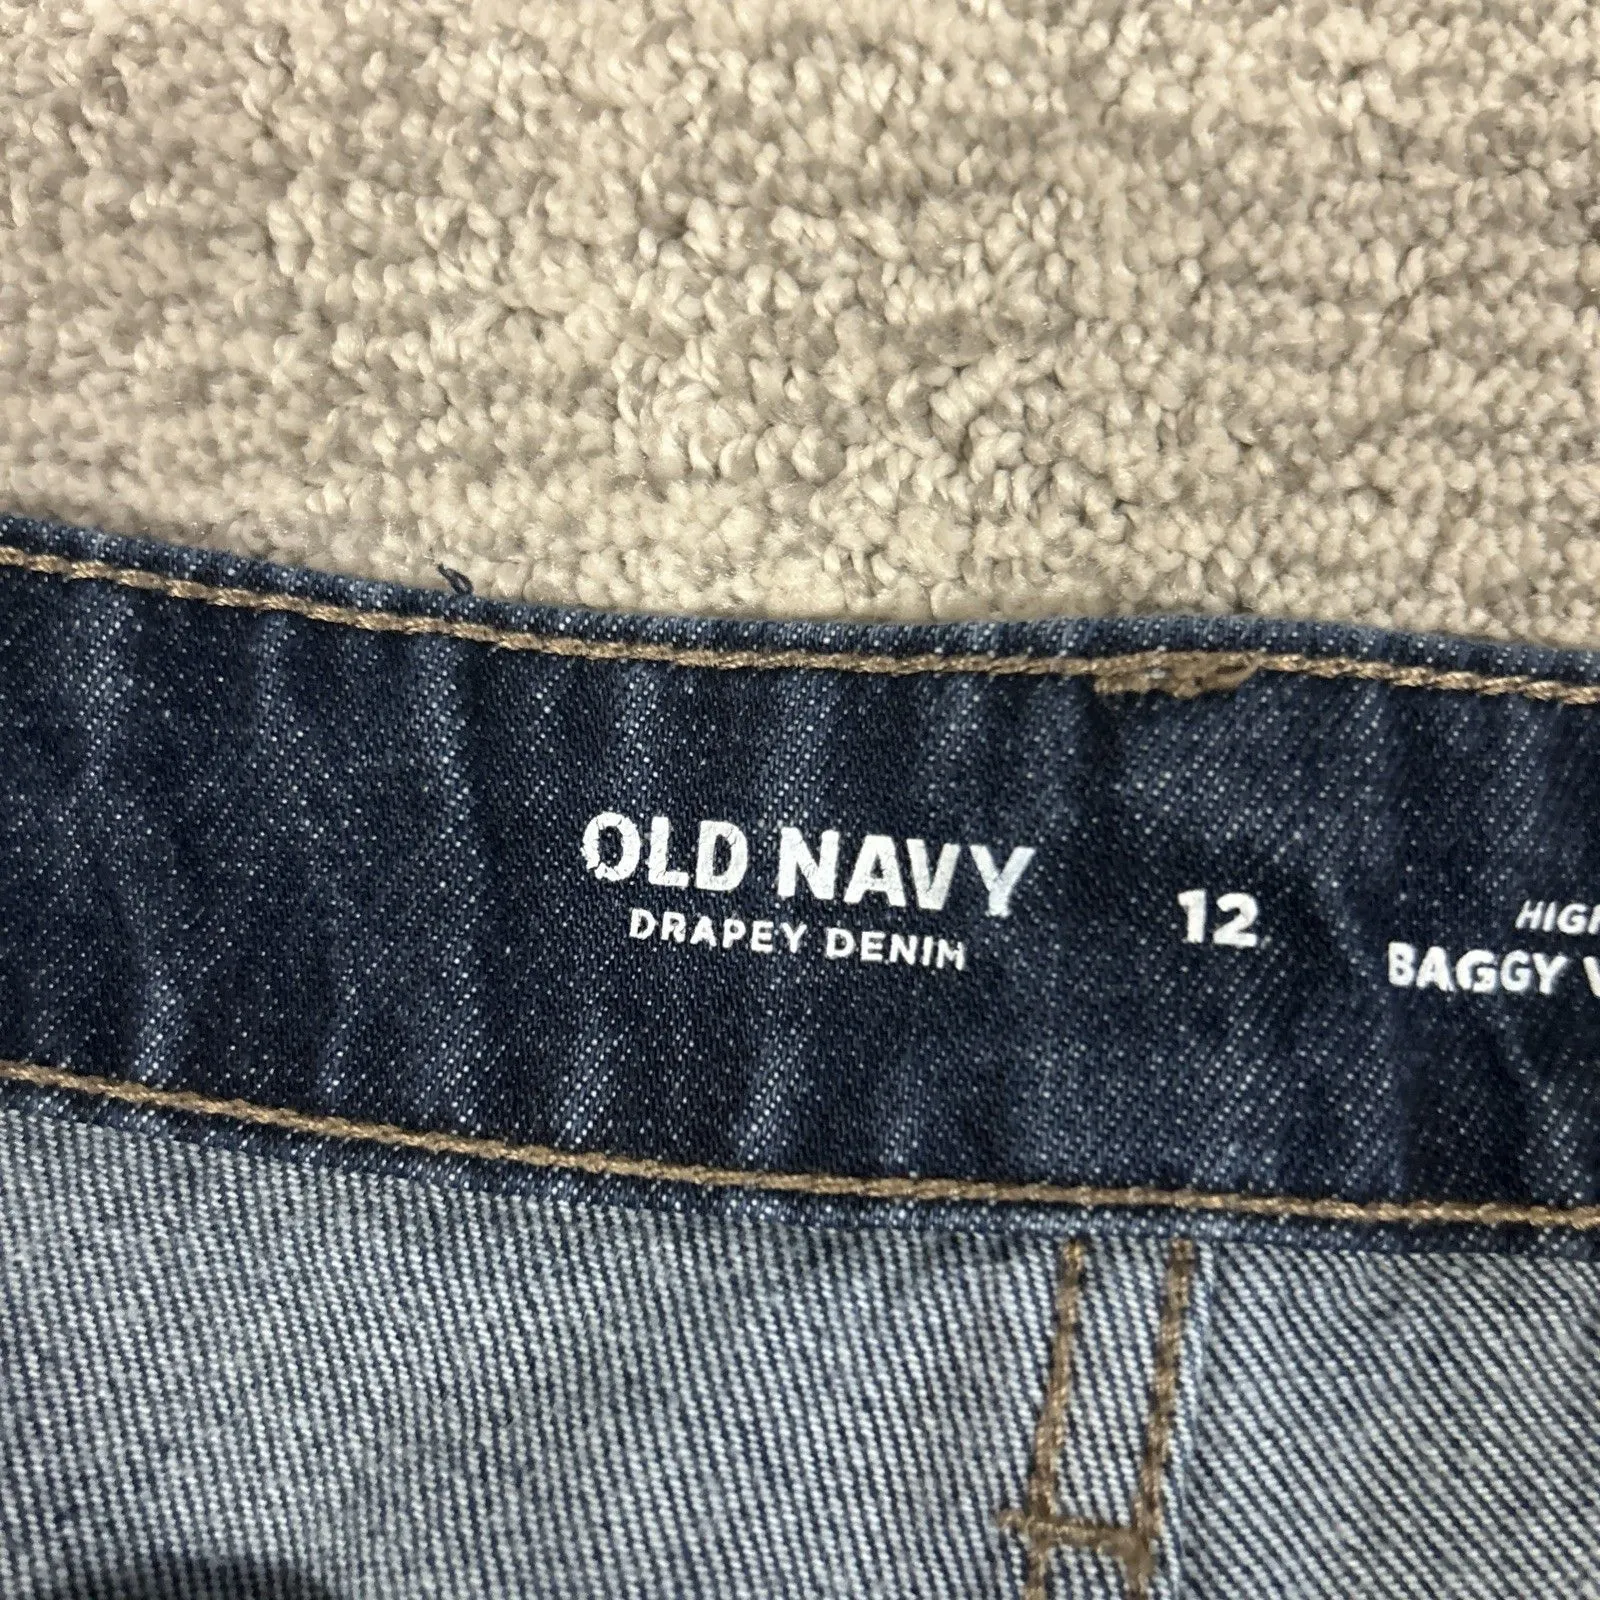 OLD NAVY
DRAPEY DENIM
12
BAGGY